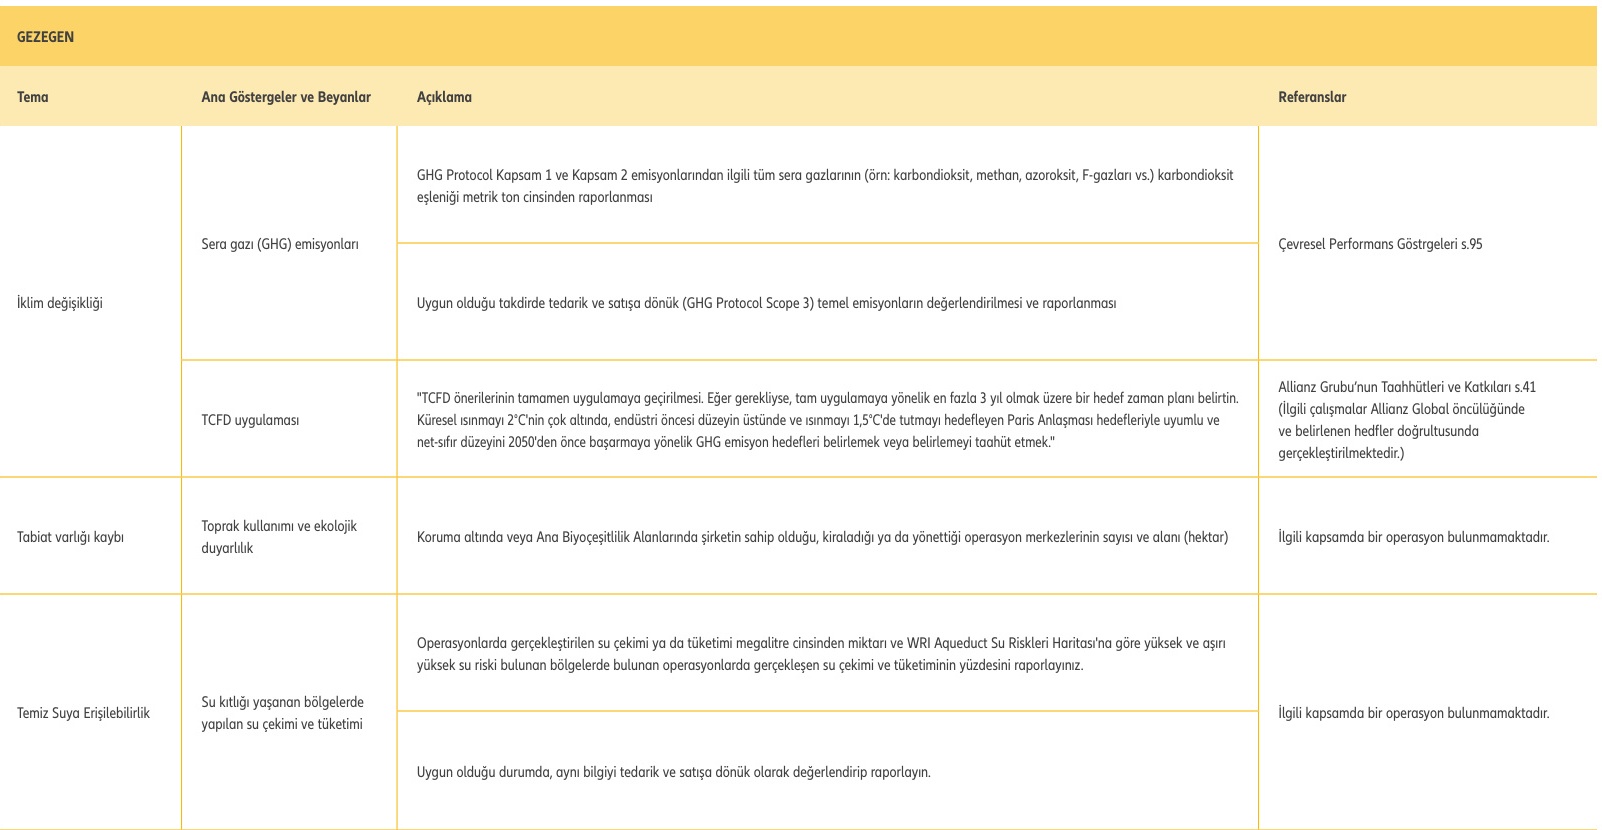 GEZEGEN
Tema
Ana Göstergeler ve Beyanlar
Açıklama
Referanslar
İklim değişikliği
Sera gazı (GHG) emisyonları
GHG Protocol Kapsam 1 ve Kapsam 2 emisyonlarından ilgili tüm sera gazlarının (örn: karbondioksit, methan, azoroksit, F-gazları vs.) karbondioksit
eşleniği metrik ton cinsinden raporlanması
Uygun olduğu takdirde tedarik ve satışa dönük (GHG Protocol Scope 3) temel emisyonların değerlendirilmesi ve raporlanması
Çevresel Performans Göstrgeleri s.95
TCFD uygulaması
"TCFD önerilerinin tamamen uygulamaya geçirilmesi. Eğer gerekliyse, tam uygulamaya yönelik en fazla 3 yıl olmak üzere bir hedef zaman planı belirtin.
Küresel ısınmayı 2°C'nin çok altında, endüstri öncesi düzeyin üstünde ve ısınmayı 1,5°C'de tutmayı hedefleyen Paris Anlaşması hedefleriyle uyumlu ve
net-sıfır düzeyini 2050'den önce başarmaya yönelik GHG emisyon hedefleri belirlemek veya belirlemeyi taahüt etmek."
Allianz Grubu’nun Taahhütleri ve Katkıları s.41
(İlgili çalışmalar Allianz Global öncülüğünde
ve belirlenen hedfler doğrultusunda
gerçekleştirilmektedir.)
Tabiat varlığı kaybı
Toprak kullanımı ve ekolojik
duyarlılık
Koruma altında veya Ana Biyoçeşitlilik Alanlarında şirketin sahip olduğu, kiraladığı ya da yönettiği operasyon merkezlerinin sayısı ve alanı (hektar)
İlgili kapsamda bir operasyon bulunmamaktadır.
Temiz Suya Erişilebilirlik
Su kıtlığı yaşanan bölgelerde
yapılan su çekimi ve tüketimi
Operasyonlarda gerçekleştirilen su çekimi ya da tüketimi megalitre cinsinden miktarı ve WRI Aqueduct Su Riskleri Haritası'na göre yüksek ve aşırı
yüksek su riski bulunan bölgelerde bulunan operasyonlarda gerçekleşen su çekimi ve tüketiminin yüzdesini raporlayınız.
Uygun olduğu durumda, aynı bilgiyi tedarik ve satışa dönük olarak değerlendirip raporlayın.
İlgili kapsamda bir operasyon bulunmamaktadır.